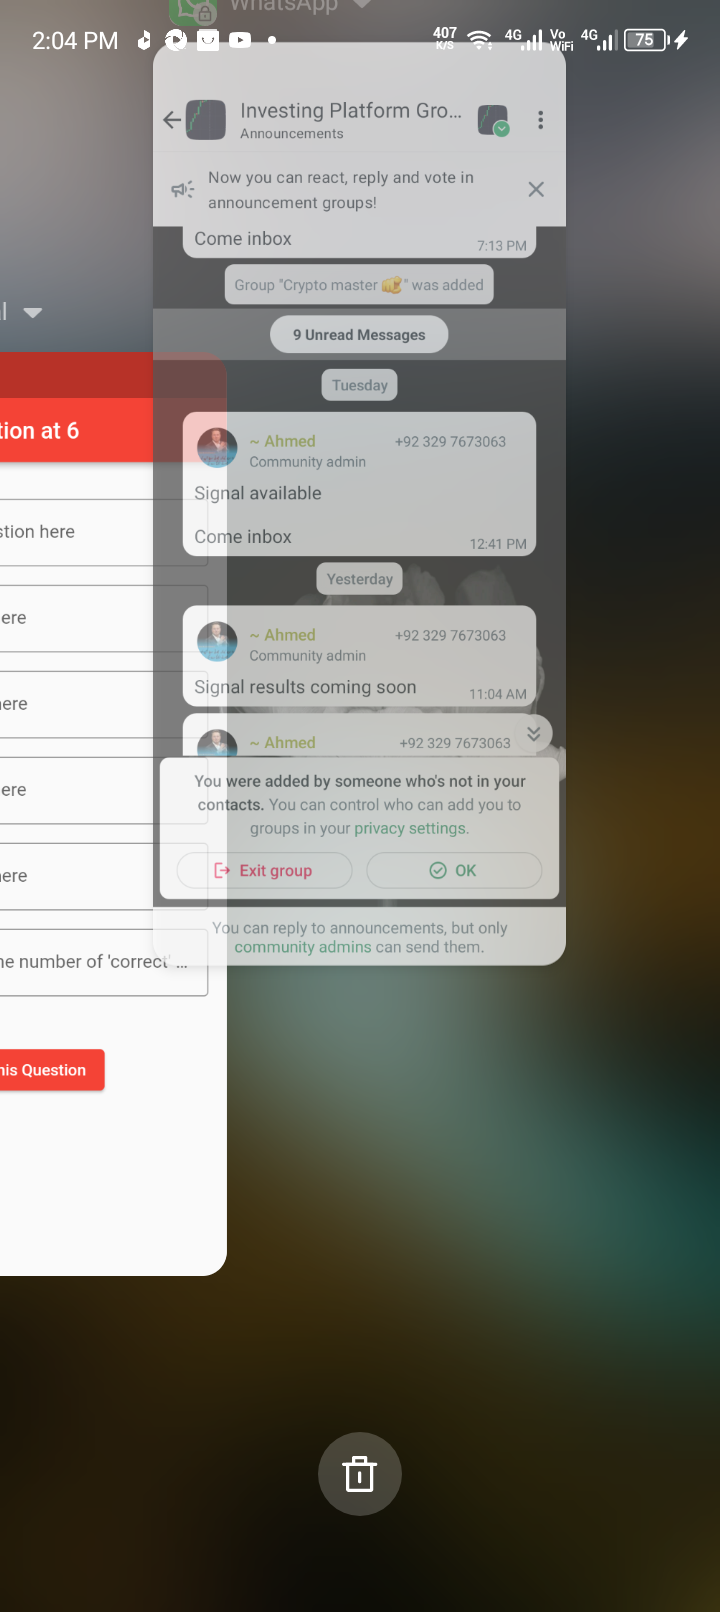 WhatsApp
2:04 PM
407 K/S 4G Vo WiFi 4G 75
Investing Platform Gro...
Announcements
Now you can react, reply and vote in
announcement groups!
Come inbox
7:13 PM
Group "Crypto master 🫵" was added
9 Unread Messages
Tuesday
~ Ahmed +92 329 7673063
Community admin
Signal available
Come inbox
12:41 PM
Yesterday
~ Ahmed +92 329 7673063
Community admin
Signal results coming soon
11:04 AM
~ Ahmed +92 329 7673063
You were added by someone who's not in your
contacts. You can control who can add you to
groups in your privacy settings.
Exit group OK
You can reply to announcements, but only
community admins can send them.
al
tion at 6
stion here
ere
here
ere
here
he number of 'correct' ...
his Question